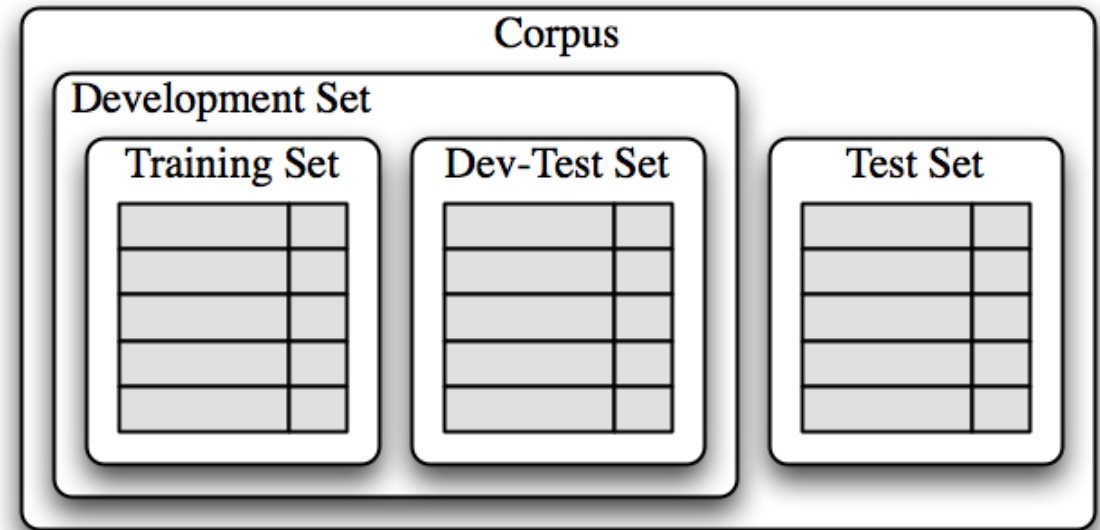 Corpus
Development Set
Training Set
Dev-Test Set
Test Set